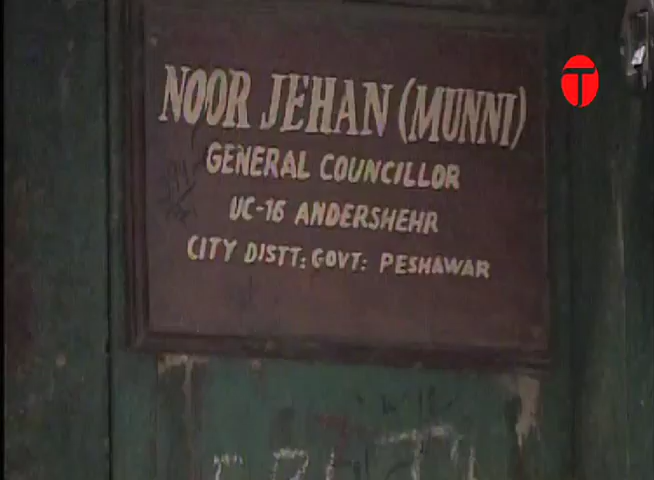 NOOR JEHAN (MUNNI)
GENERAL COUNCILLOR
UC-16 ANDERSHEHR
CITY DISTT: GOVT: PESHAWAR
T